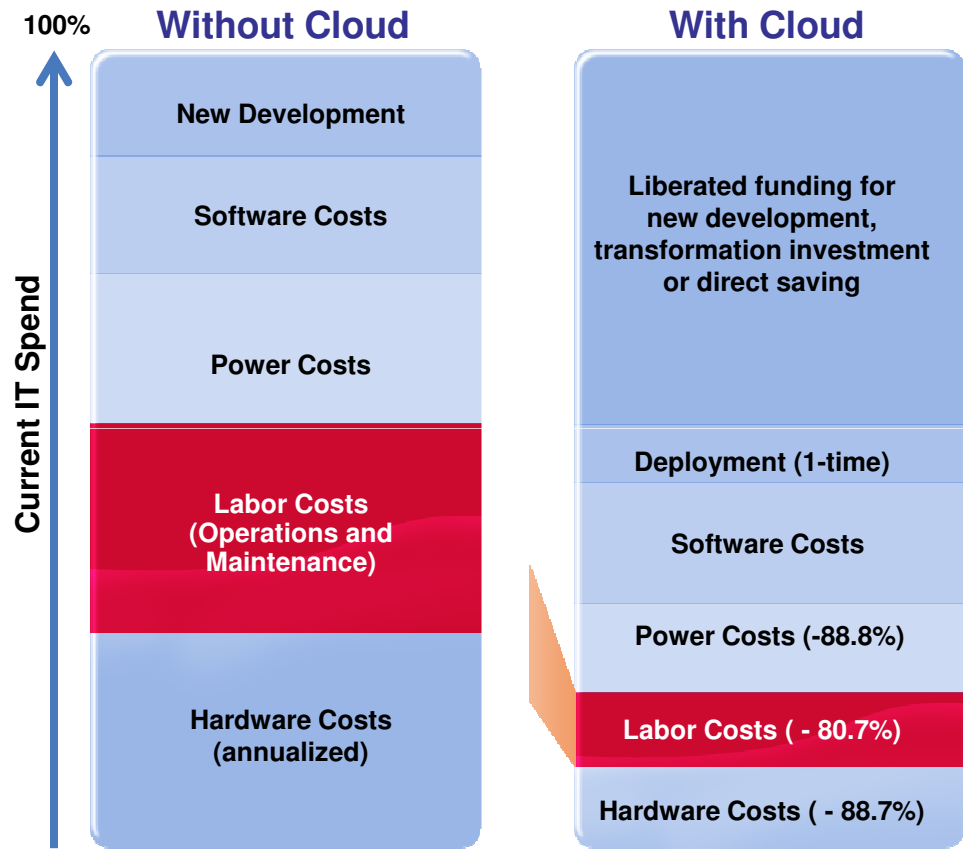 100%
Without Cloud
With Cloud
Current IT Spend
New Development
Software Costs
Power Costs
Labor Costs
(Operations and
Maintenance)
Hardware Costs
(annualized)
Liberated funding for
new development,
transformation investment
or direct saving
Deployment (1-time)
Software Costs
Power Costs (-88.8%)
Labor Costs ( - 80.7%)
Hardware Costs ( - 88.7%)